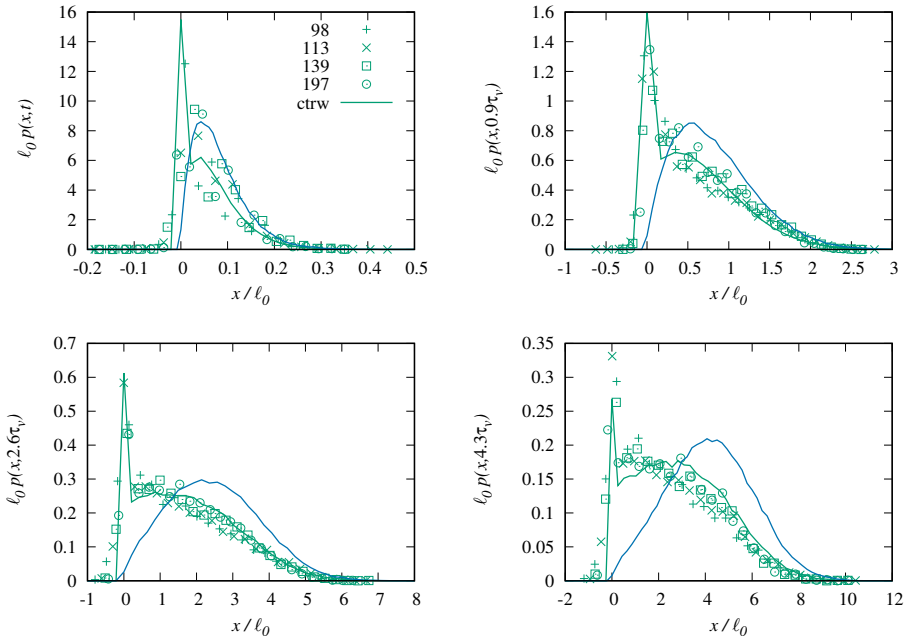 16
14
12
10
8
6
4
2
0
-0.2 -0.1 0 0.1 0.2 0.3 0.4 0.5
ℓ0 p(x,t)
x / ℓ0
98
113
139
197
ctrw
1.6
1.4
1.2
1
0.8
0.6
0.4
0.2
0
-1 -0.5 0 0.5 1 1.5 2 2.5 3
ℓ0 p(x,0.9τv)
x / ℓ0
0.7
0.6
0.5
0.4
0.3
0.2
0.1
0
-1 0 1 2 3 4 5 6 7 8
ℓ0 p(x,2.6τv)
x / ℓ0
0.35
0.3
0.25
0.2
0.15
0.1
0.05
0
-2 0 2 4 6 8 10 12
ℓ0 p(x,4.3τv)
x / ℓ0